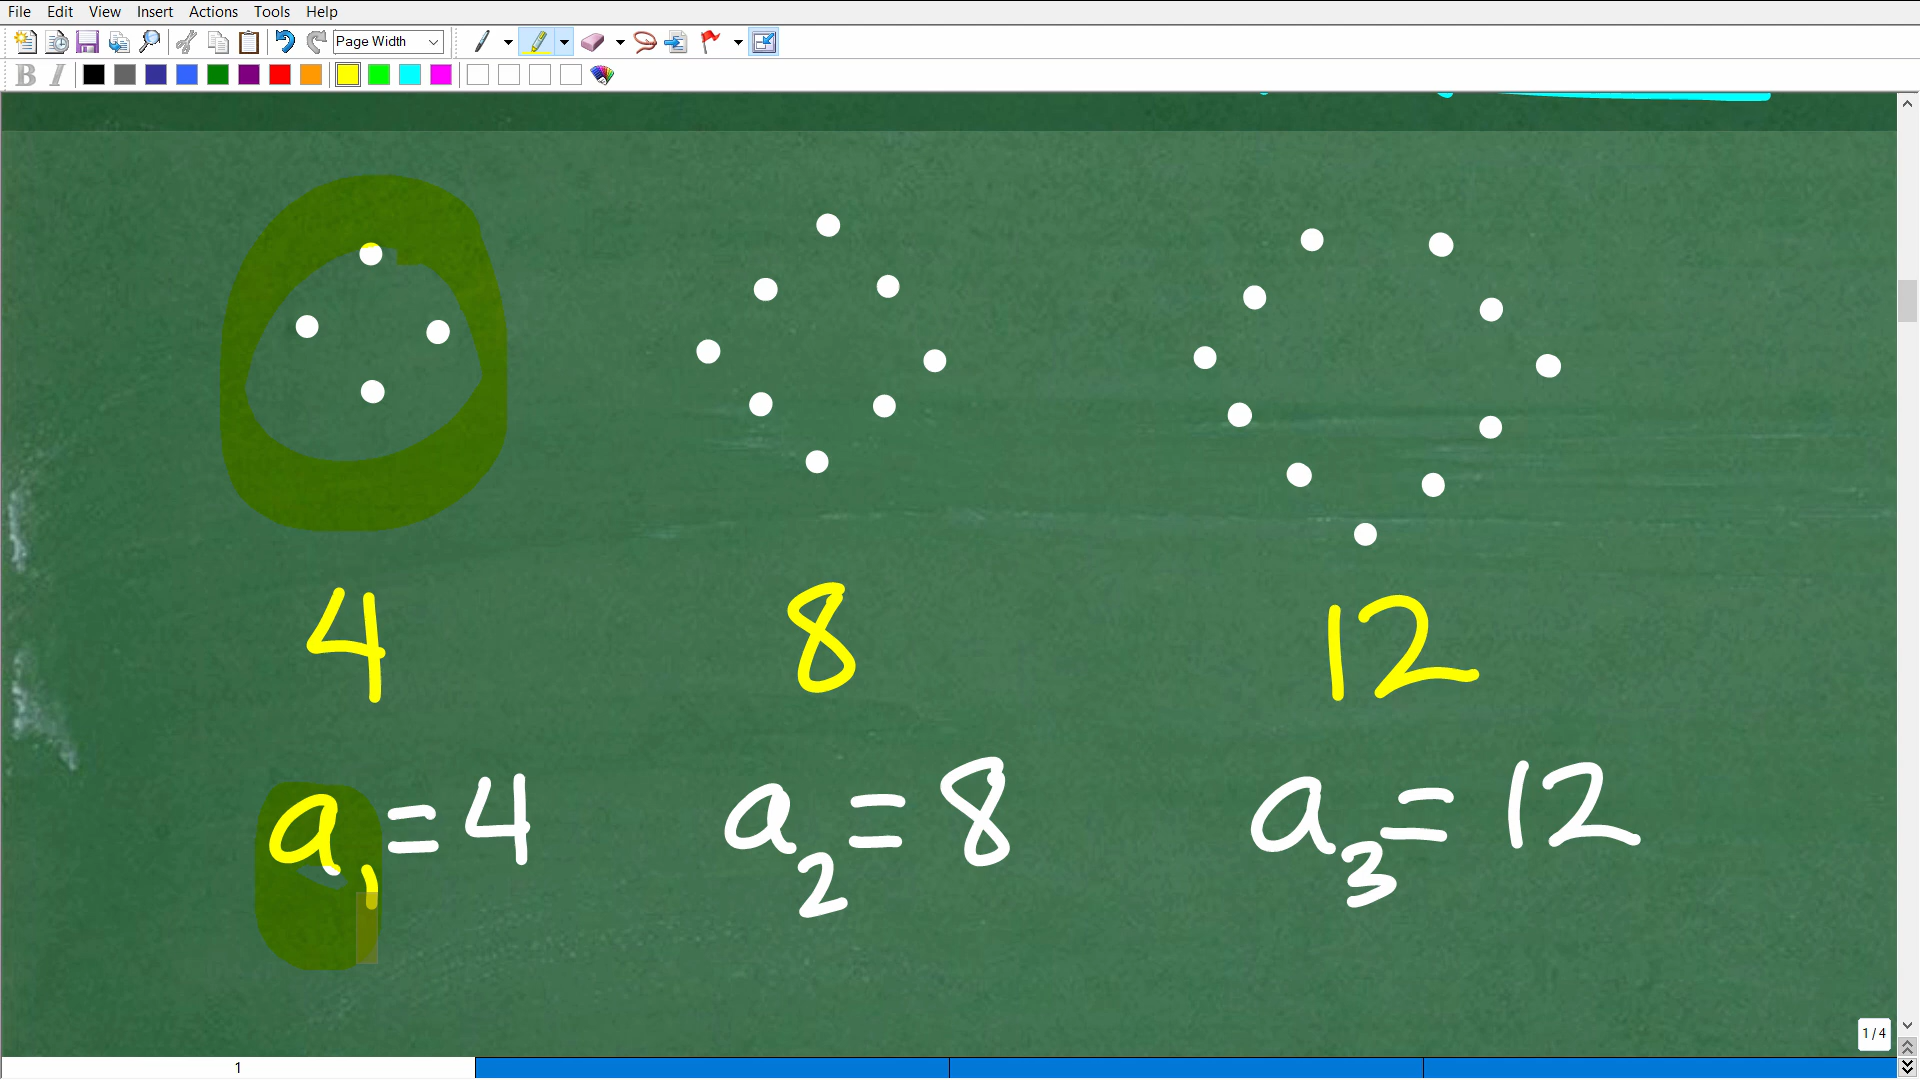 File Edit View Insert Actions Tools Help
Page Width
B I
4 8 12
a₁ = 4 a₂ = 8 a₃ = 12
1 / 4
1